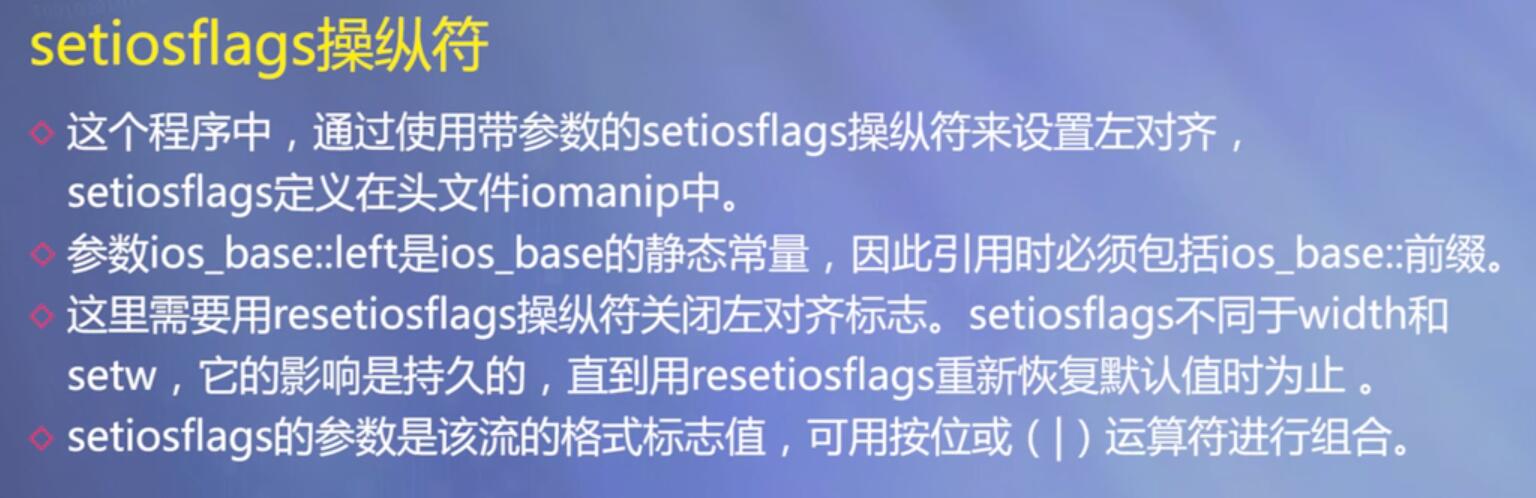 setiosflags操纵符
◇ 这个程序中，通过使用带参数的setiosflags操纵符来设置左对齐，
setiosflags定义在头文件iomanip中。
◇ 参数ios_base::left是ios_base的静态常量，因此引用时必须包括ios_base::前缀。
◇ 这里需要用resetiosflags操纵符关闭左对齐标志。setiosflags不同于width和
setw，它的影响是持久的，直到用resetiosflags重新恢复默认值时为止 。
◇ setiosflags的参数是该流的格式标志值，可用按位或（ | ）运算符进行组合。